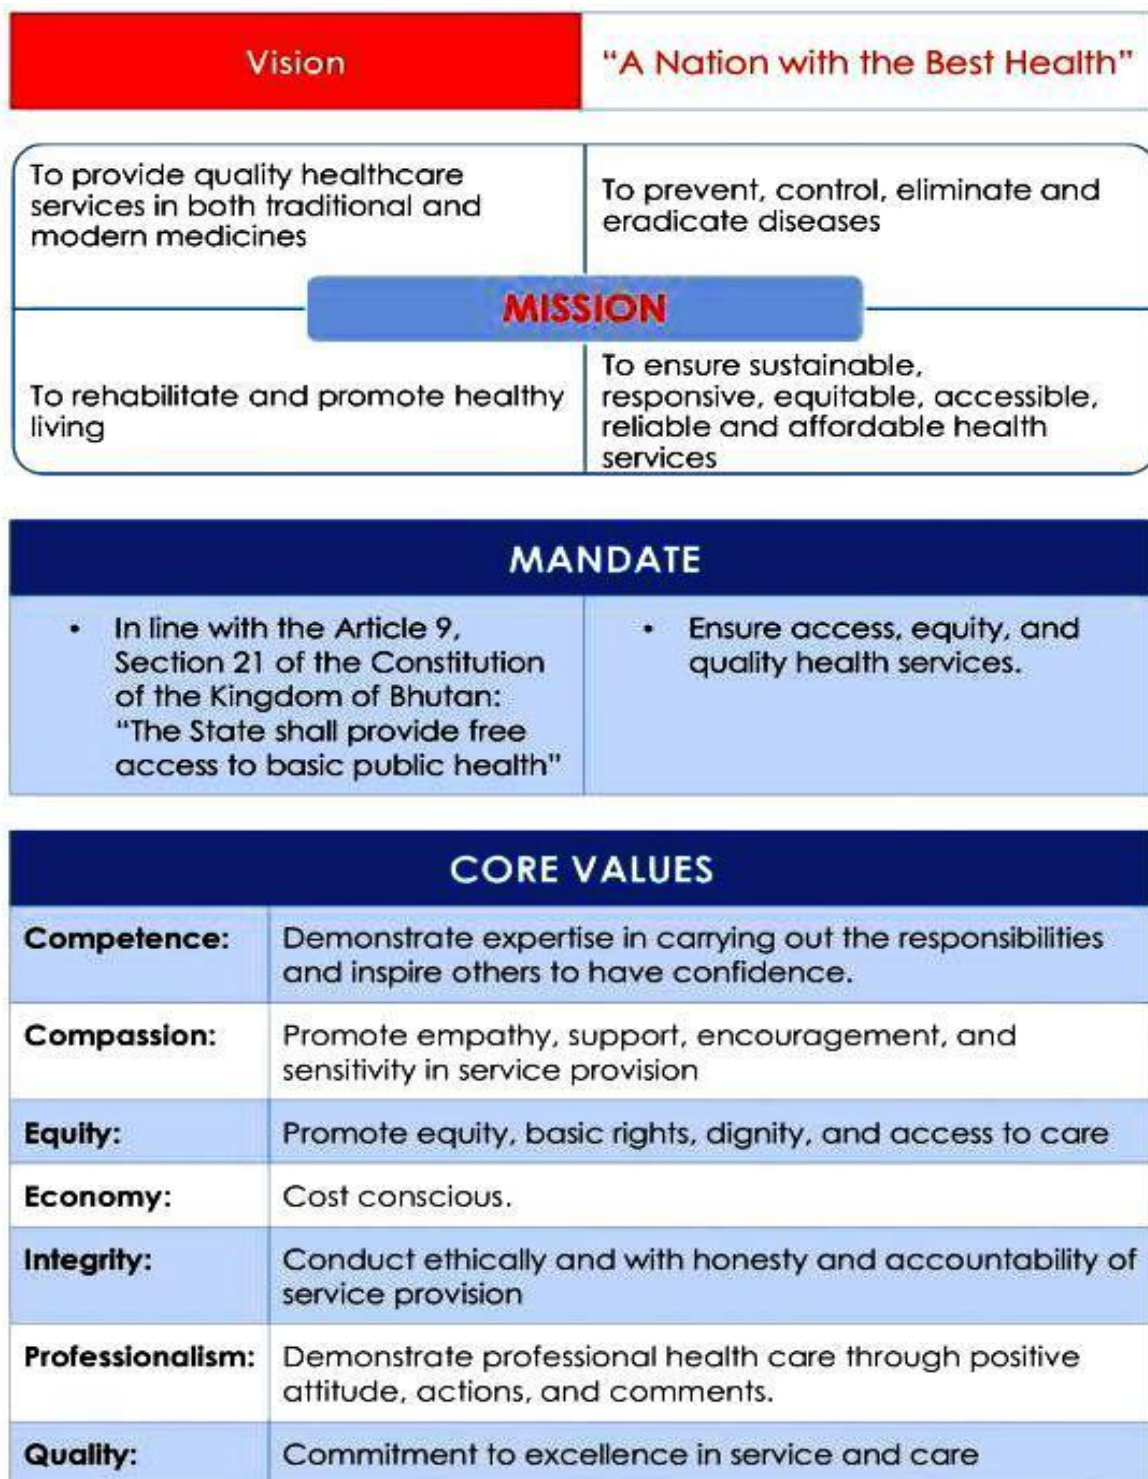 Vision
“A Nation with the Best Health”
To provide quality healthcare
services in both traditional and
modern medicines
To prevent, control, eliminate and
eradicate diseases
MISSION
To rehabilitate and promote healthy
living
To ensure sustainable,
responsive, equitable, accessible,
reliable and affordable health
services
MANDATE
• In line with the Article 9,
Section 21 of the Constitution
of the Kingdom of Bhutan:
“The State shall provide free
access to basic public health”
• Ensure access, equity, and
quality health services.
CORE VALUES
Competence:
Demonstrate expertise in carrying out the responsibilities
and inspire others to have confidence.
Compassion:
Promote empathy, support, encouragement, and
sensitivity in service provision
Equity:
Promote equity, basic rights, dignity, and access to care
Economy:
Cost conscious.
Integrity:
Conduct ethically and with honesty and accountability of
service provision
Professionalism:
Demonstrate professional health care through positive
attitude, actions, and comments.
Quality:
Commitment to excellence in service and care